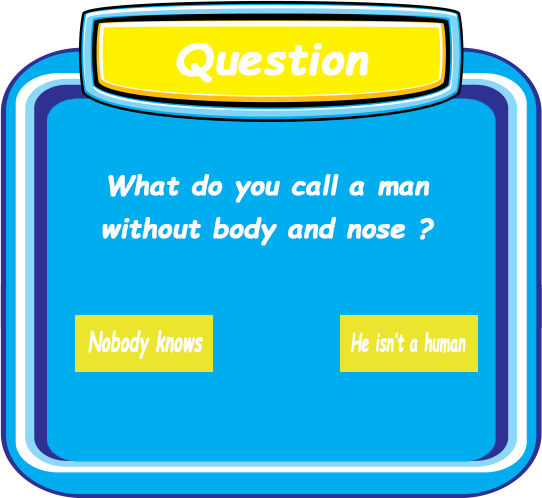 Question
What do you call a man
without body and nose ?
Nobody knows
He isn't a human